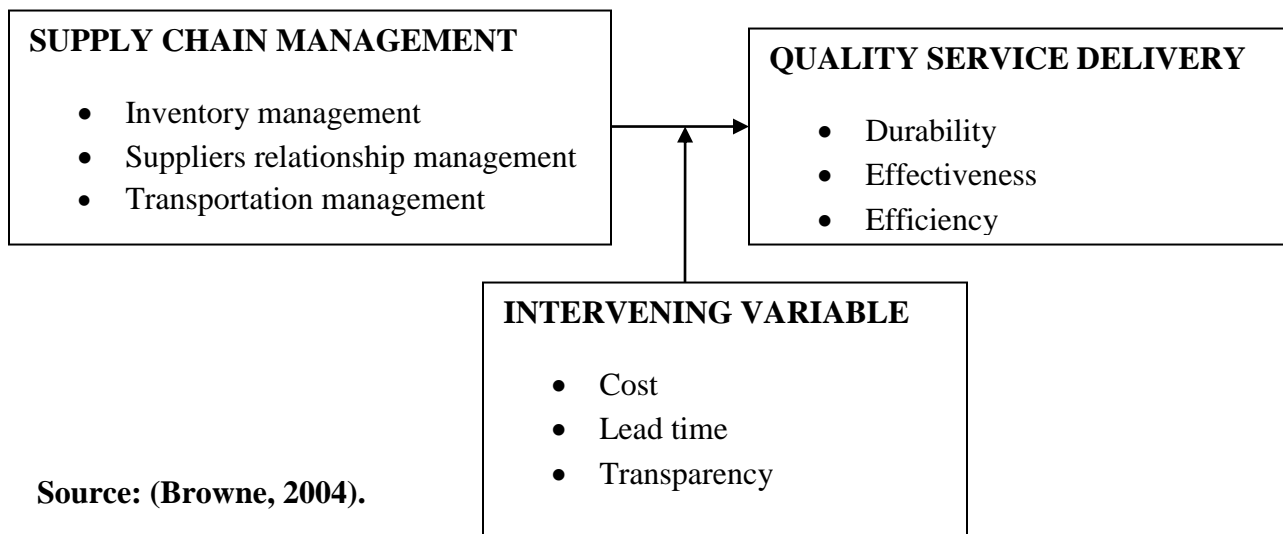 SUPPLY CHAIN MANAGEMENT
• Inventory management
• Suppliers relationship management
• Transportation management
QUALITY SERVICE DELIVERY
• Durability
• Effectiveness
• Efficiency
INTERVENING VARIABLE
• Cost
• Lead time
• Transparency
Source: (Browne, 2004).